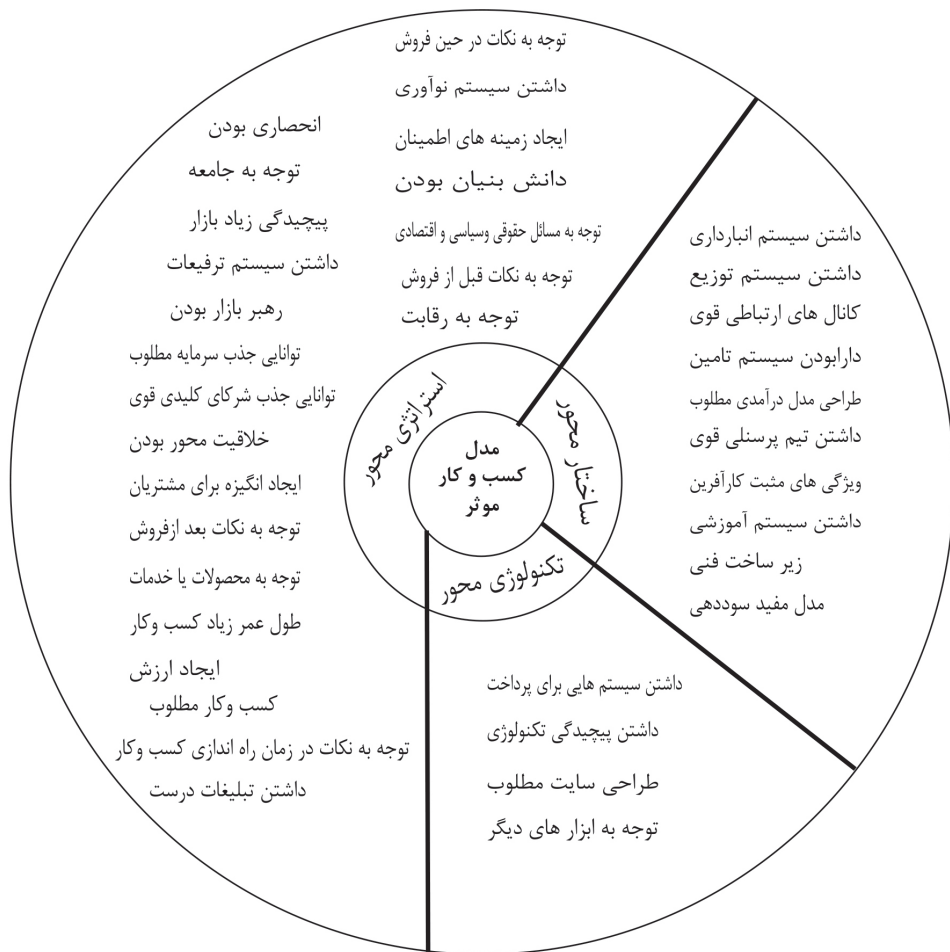 توجه به نکات در حین فروش
داشتن سیستم نوآوری
ایجاد زمینه های اطمینان
دانش بنیان بودن
توجه به مسائل حقوقی وسیاسی و اقتصادی
توجه به نکات قبل از فروش
توجه به رقابت
انحصاری بودن
توجه به جامعه
پیچیدگی زیاد بازار
داشتن سیستم ترفیعات
رهبر بازار بودن
توانایی جذب سرمایه مطلوب
توانایی جذب شرکای کلیدی قوی
خلاقیت محور بودن
ایجاد انگیزه برای مشتریان
توجه به نکات بعد ازفروش
توجه به محصولات یا خدمات
طول عمر زیاد کسب وکار
ایجاد ارزش
کسب وکار مطلوب
توجه به نکات در زمان راه اندازی کسب وکار
داشتن تبلیغات درست
داشتن سیستم انبارداری
داشتن سیستم توزیع
کانال های ارتباطی قوی
دارابودن سیستم تامین
طراحی مدل درآمدی مطلوب
داشتن تیم پرسنلی قوی
ویژگی های مثبت کارآفرین
داشتن سیستم آموزشی
زیر ساخت فنی
مدل مفید سوددهی
استراتژی محور
ساختار محور
تکنولوژی محور
مدل
کسب و کار
موثر
داشتن سیستم هایی برای پرداخت
داشتن پیچیدگی تکنولوژی
طراحی سایت مطلوب
توجه به ابزار های دیگر